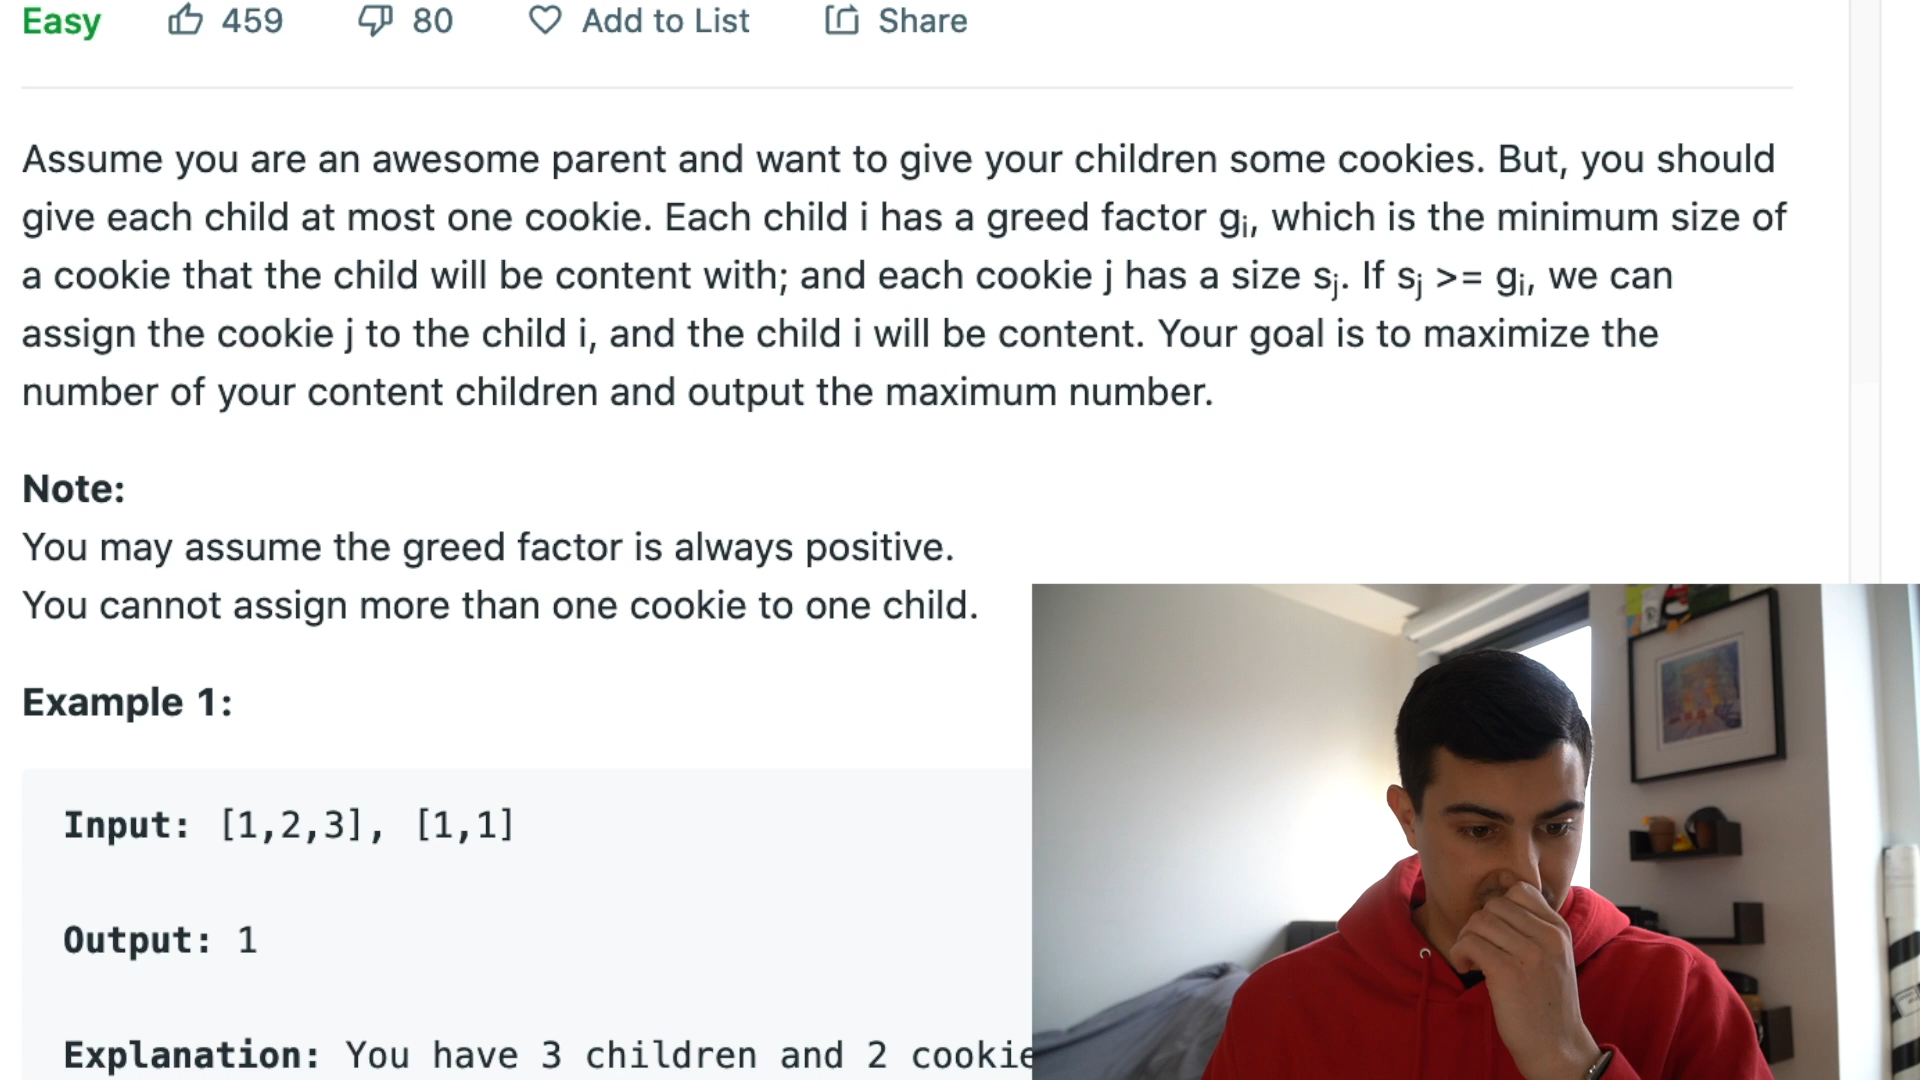 Easy 459 80 Add to List Share
Assume you are an awesome parent and want to give your children some cookies. But, you should
give each child at most one cookie. Each child i has a greed factor gi, which is the minimum size of
a cookie that the child will be content with; and each cookie j has a size sj. If sj >= gi, we can
assign the cookie j to the child i, and the child i will be content. Your goal is to maximize the
number of your content children and output the maximum number.
Note:
You may assume the greed factor is always positive.
You cannot assign more than one cookie to one child.
Example 1:
Input: [1,2,3], [1,1]
Output: 1
Explanation: You have 3 children and 2 cookie